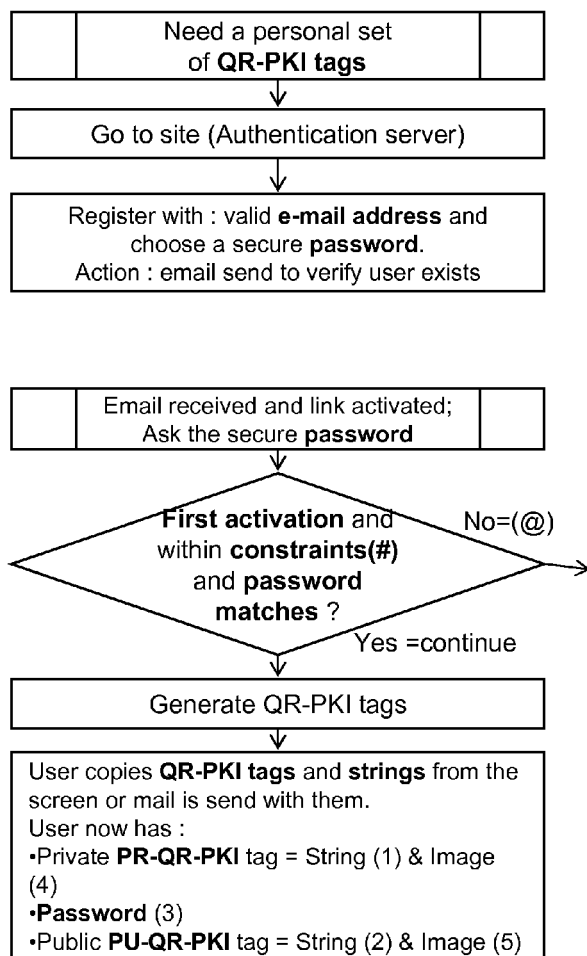 Need a personal set
of QR-PKI tags
Go to site (Authentication server)
Register with : valid e-mail address and
choose a secure password.
Action : email send to verify user exists
Email received and link activated;
Ask the secure password
First activation and
within constraints(#)
and password
matches ?
No=(@)
Yes =continue
Generate QR-PKI tags
User copies QR-PKI tags and strings from the
screen or mail is send with them.
User now has :
•Private PR-QR-PKI tag = String (1) & Image
(4)
•Password (3)
•Public PU-QR-PKI tag = String (2) & Image (5)